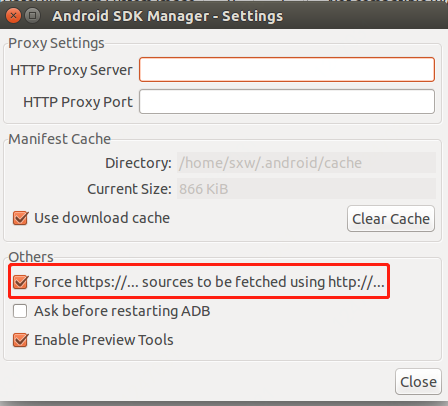 Android SDK Manager - Settings
Proxy Settings
HTTP Proxy Server
HTTP Proxy Port
Manifest Cache
Directory: /home/sxw/.android/cache
Current Size: 866 KiB
Use download cache Clear Cache
Others
Force https://... sources to be fetched using http://...
Ask before restarting ADB
Enable Preview Tools
Close